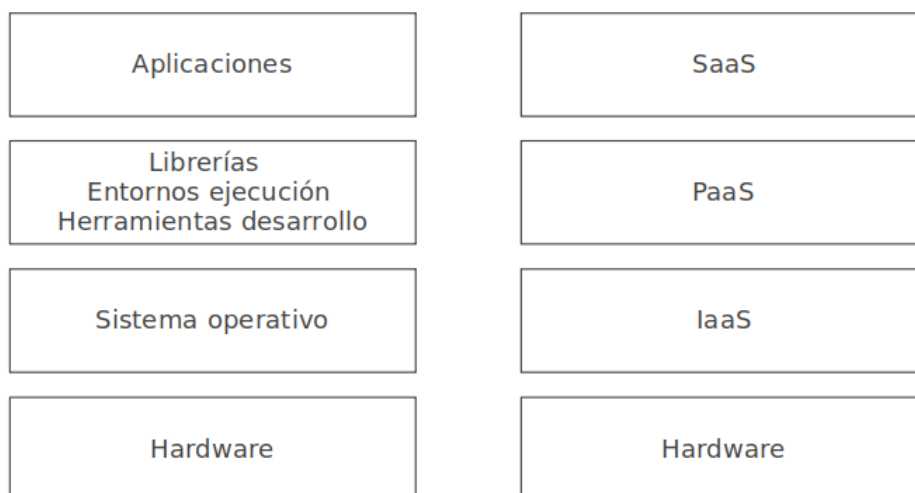 Aplicaciones
SaaS
Librerías
Entornos ejecución
Herramientas desarrollo
PaaS
Sistema operativo
IaaS
Hardware
Hardware